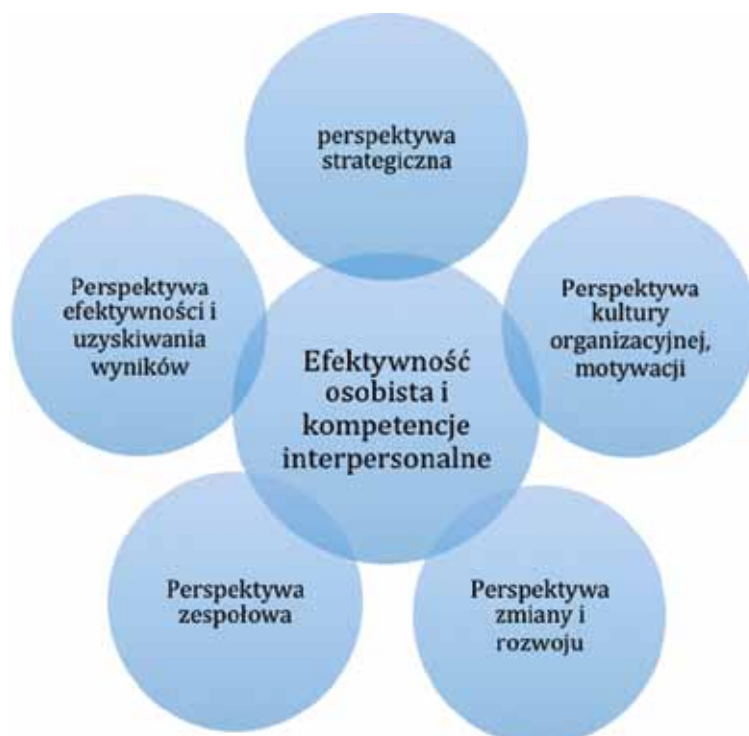 perspektywa
strategiczna
Perspektywa
efektywności i
uzyskiwania
wyników
Perspektywa
kultury
organizacyjnej,
motywacji
Efektywność
osobista i
kompetencje
interpersonalne
Perspektywa
zespołowa
Perspektywa
zmiany i
rozwoju